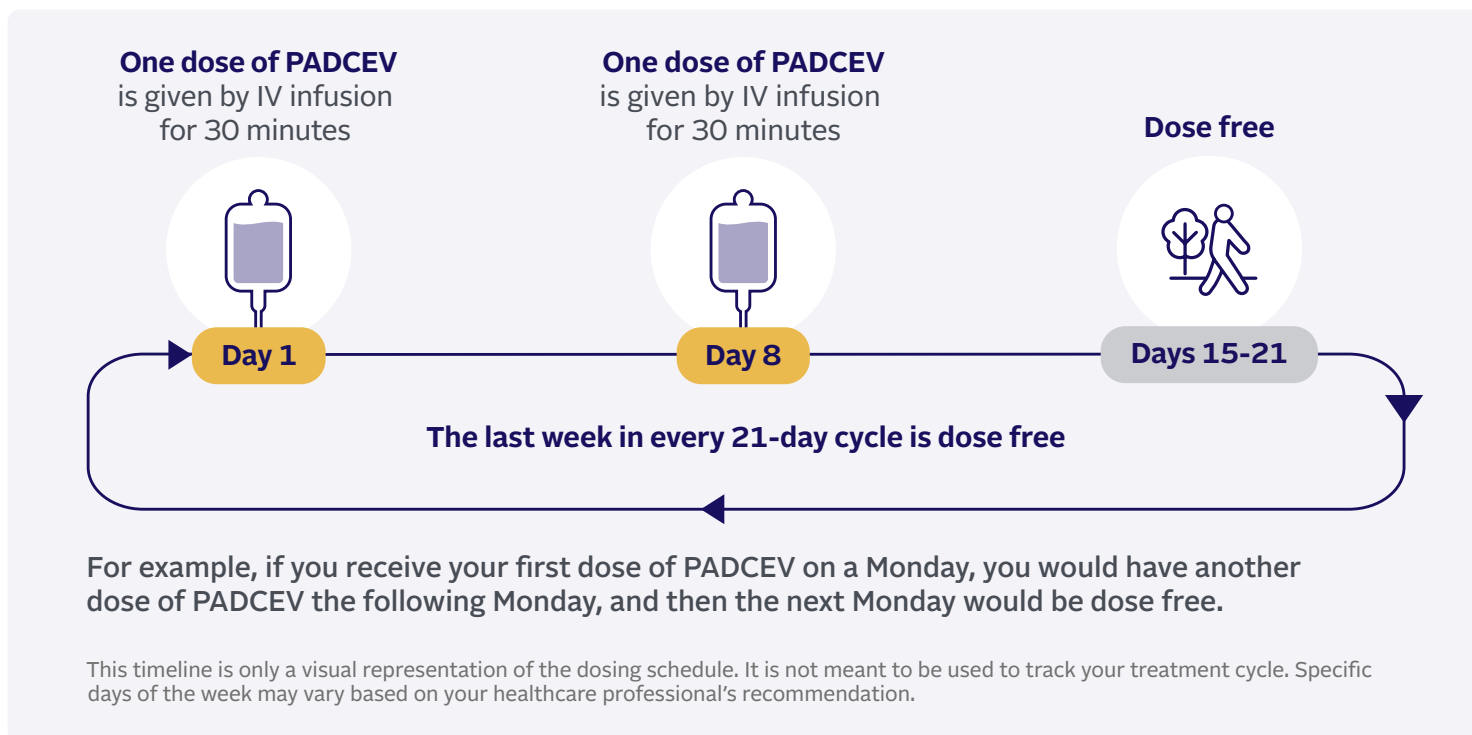 One dose of PADCEV
is given by IV infusion
for 30 minutes
One dose of PADCEV
is given by IV infusion
for 30 minutes
Dose free
Day 1
Day 8
Days 15-21
The last week in every 21-day cycle is dose free
For example, if you receive your first dose of PADCEV on a Monday, you would have another
dose of PADCEV the following Monday, and then the next Monday would be dose free.
This timeline is only a visual representation of the dosing schedule. It is not meant to be used to track your treatment cycle. Specific
days of the week may vary based on your healthcare professional’s recommendation.